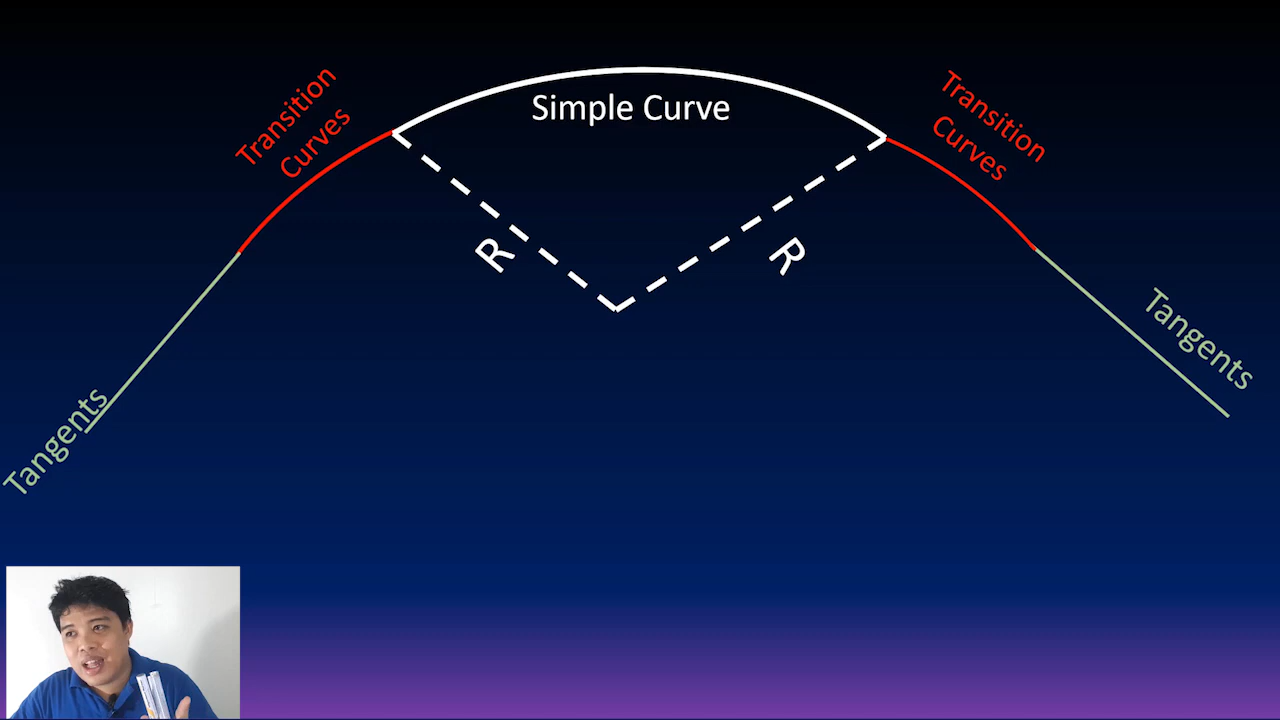 Transition
Curves
Simple Curve
Transition
Curves
R
R
Tangents
Tangents